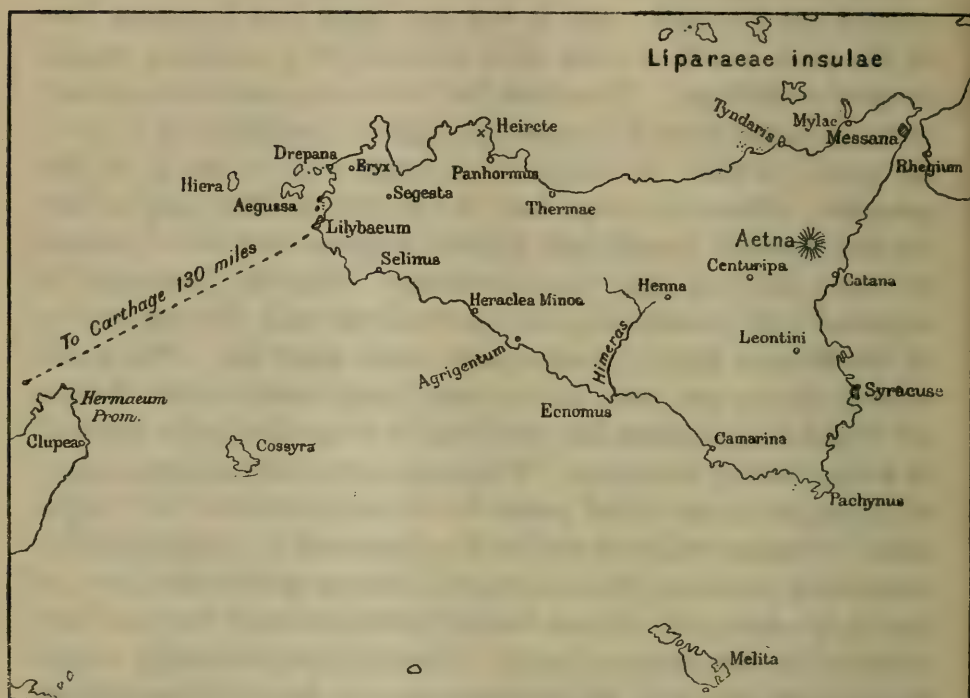 Liparaeae insulae
Heircte
Tyndaris
Mylae
Messana
Drepana
Eryx
Panhormus
Rhegium
Hiera
Segesta
Aegussa
Thermae
Lilybaeum
Aetna
Selinus
Centuripa
Catana
To Carthage 130 miles
Henna
Heraclea Minoa
Himeras
Leontini
Agrigentum
Hermaeum
Prom.
Ecnomus
Syracuse
Clupea
Cossyra
Camarina
Pachynus
Melita